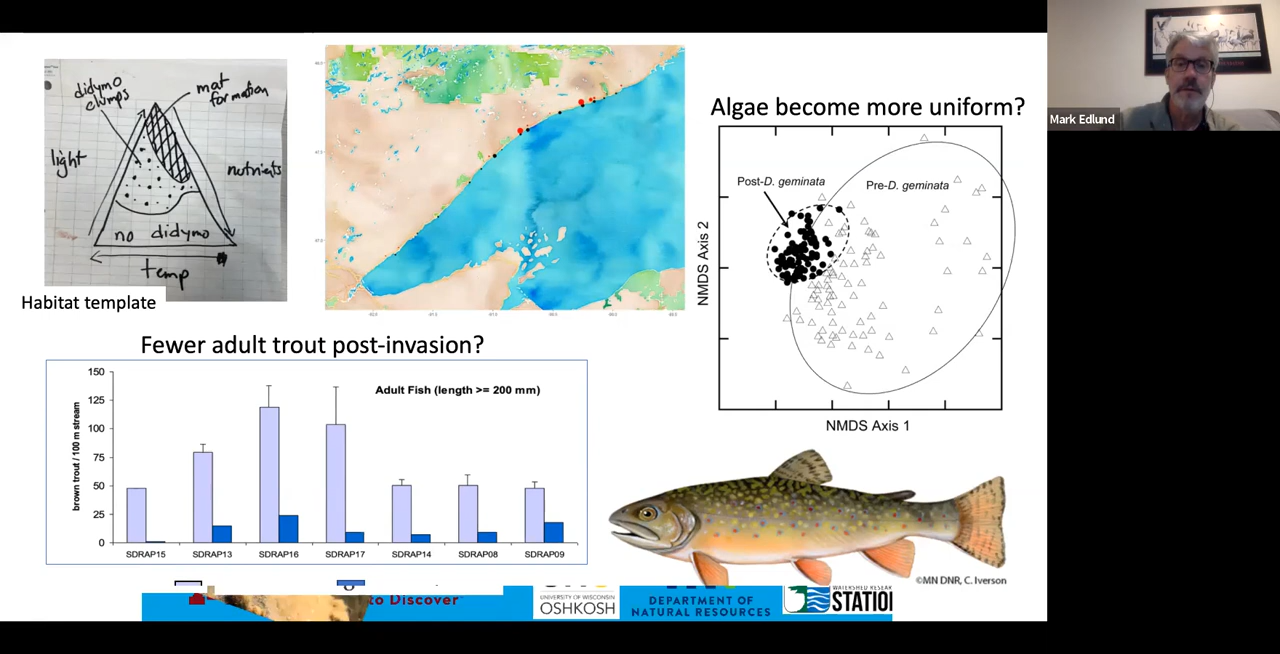 didymo
clumps
mat
formation
light
nutrients
no didymo
temp
Habitat template
Algae become more uniform?
Mark Edlund
Post-D. geminata
Pre-D. geminata
NMDS Axis 2
NMDS Axis 1
Fewer adult trout post-invasion?
150
125
100
75
50
25
0
brown trout / 100 m stream
Adult Fish (length >= 200 mm)
SDRAP15
SDRAP13
SDRAP16
SDRAP17
SDRAP14
SDRAP08
SDRAP09
©MN DNR, C. Iverson
to Discover
UNIVERSITY OF WISCONSIN
OSHKOSH
DEPARTMENT OF
NATURAL RESOURCES
WATERSHED RESEAR
STATION